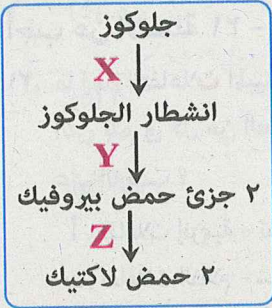 جلوكوز
X
انشطار الجلوكوز
Y
٢ جزئ حمض بيروفيك
Z
٢ حمض لاكتيك